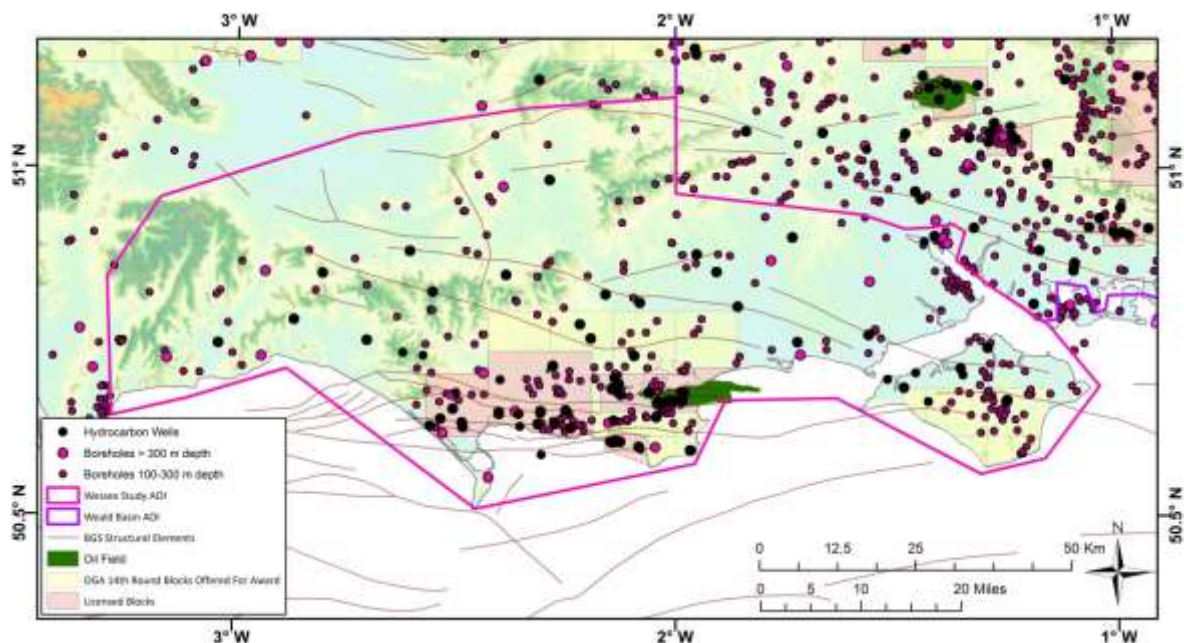 3° W 2° W 1° W
51° N 51° N
50.5° N 50.5° N
Hydrocarbon Wells
Boreholes > 300 m depth
Boreholes 100-300 m depth
Wessex Study AOI
Weald Basin AOI
BGS Structural Elements
Oil Field
OGA 14th Round Blocks Offered For Award
Licensed Blocks
N
0 12.5 25 50 Km
0 5 10 20 Miles
3° W 2° W 1° W